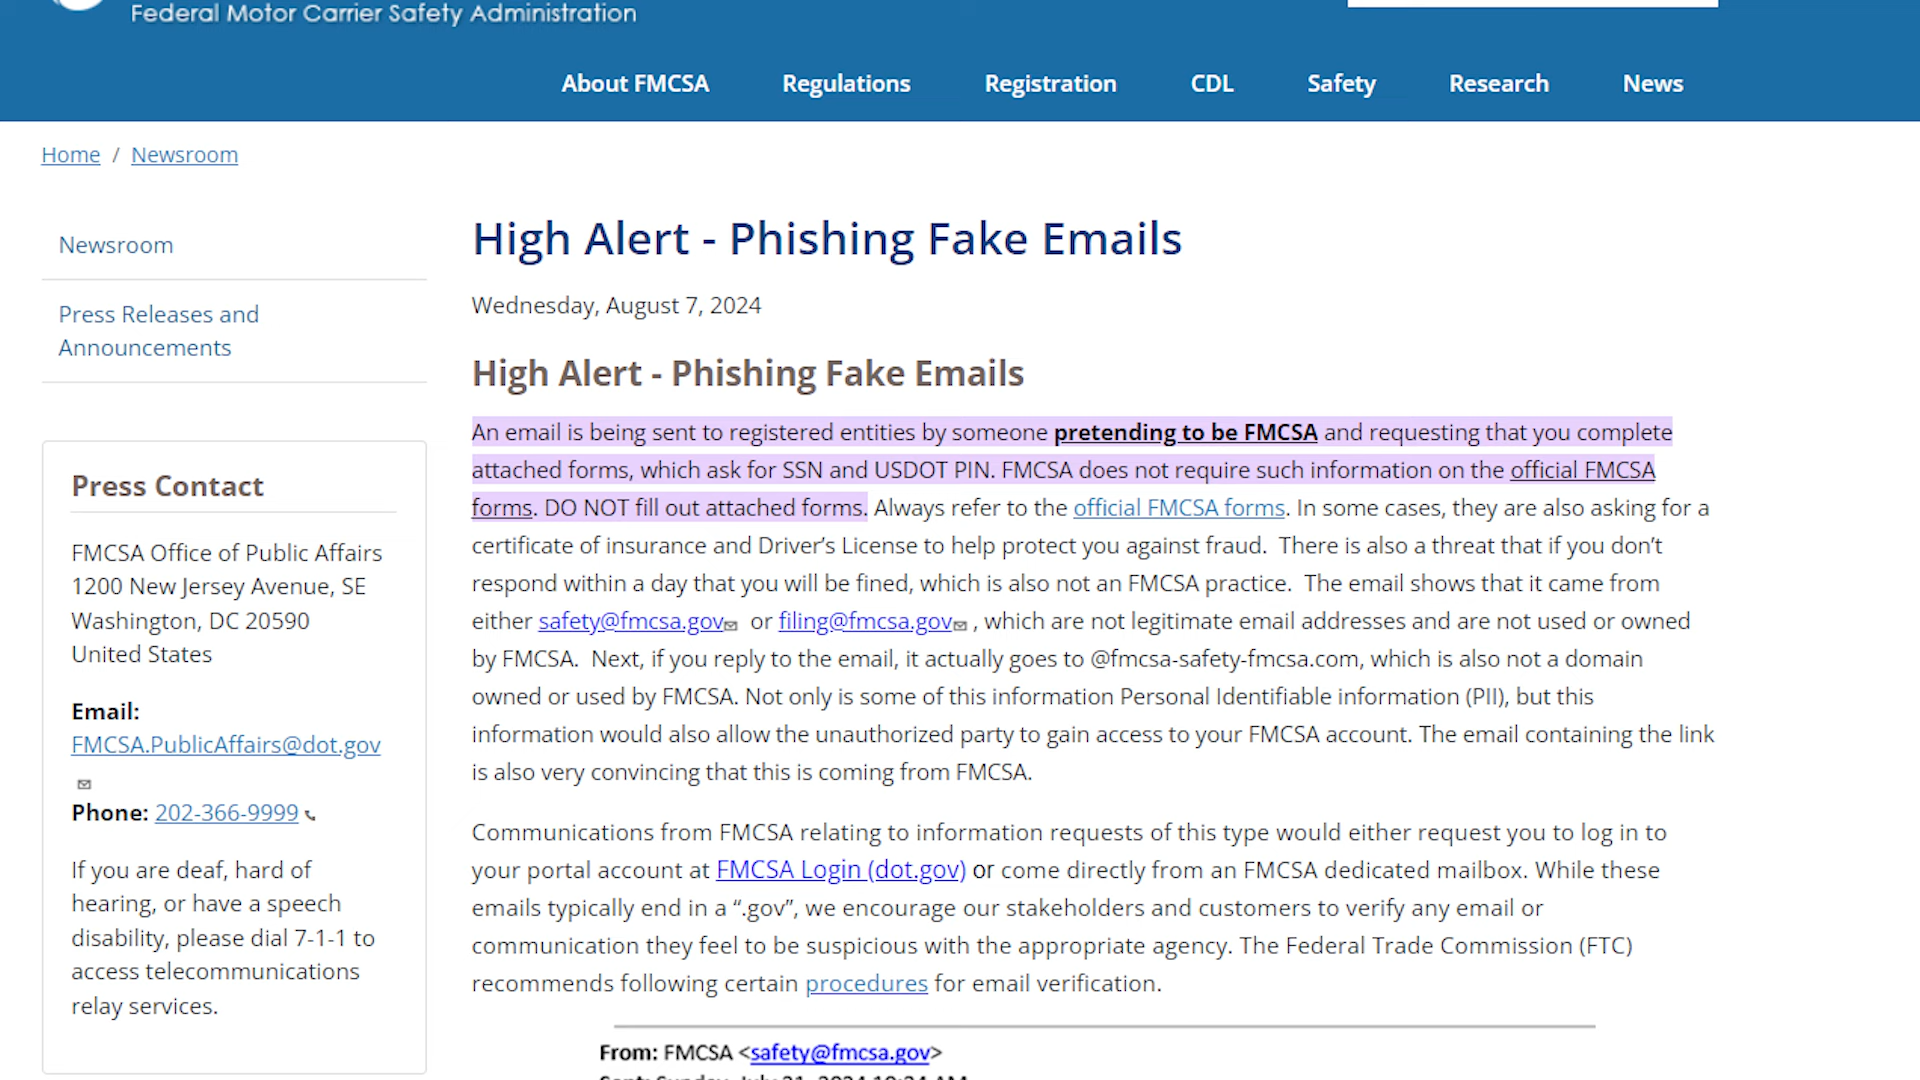 Federal Motor Carrier Safety Administration
About FMCSA
Regulations
Registration
CDL
Safety
Research
News
Home / Newsroom
Newsroom
Press Releases and
Announcements
Press Contact
FMCSA Office of Public Affairs
1200 New Jersey Avenue, SE
Washington, DC 20590
United States
Email:
FMCSA.PublicAffairs@dot.gov
Phone: 202-366-9999
If you are deaf, hard of
hearing, or have a speech
disability, please dial 7-1-1 to
access telecommunications
relay services.
High Alert - Phishing Fake Emails
Wednesday, August 7, 2024
High Alert - Phishing Fake Emails
An email is being sent to registered entities by someone pretending to be FMCSA and requesting that you complete
attached forms, which ask for SSN and USDOT PIN. FMCSA does not require such information on the official FMCSA
forms. DO NOT fill out attached forms. Always refer to the official FMCSA forms. In some cases, they are also asking for a
certificate of insurance and Driver’s License to help protect you against fraud.  There is also a threat that if you don’t
respond within a day that you will be fined, which is also not an FMCSA practice.  The email shows that it came from
either safety@fmcsa.gov or filing@fmcsa.gov , which are not legitimate email addresses and are not used or owned
by FMCSA.  Next, if you reply to the email, it actually goes to @fmcsa-safety-fmcsa.com, which is also not a domain
owned or used by FMCSA. Not only is some of this information Personal Identifiable information (PII), but this
information would also allow the unauthorized party to gain access to your FMCSA account. The email containing the link
is also very convincing that this is coming from FMCSA.
Communications from FMCSA relating to information requests of this type would either request you to log in to
your portal account at FMCSA Login (dot.gov) or come directly from an FMCSA dedicated mailbox. While these
emails typically end in a “.gov”, we encourage our stakeholders and customers to verify any email or
communication they feel to be suspicious with the appropriate agency. The Federal Trade Commission (FTC)
recommends following certain procedures for email verification.
From: FMCSA <safety@fmcsa.gov>